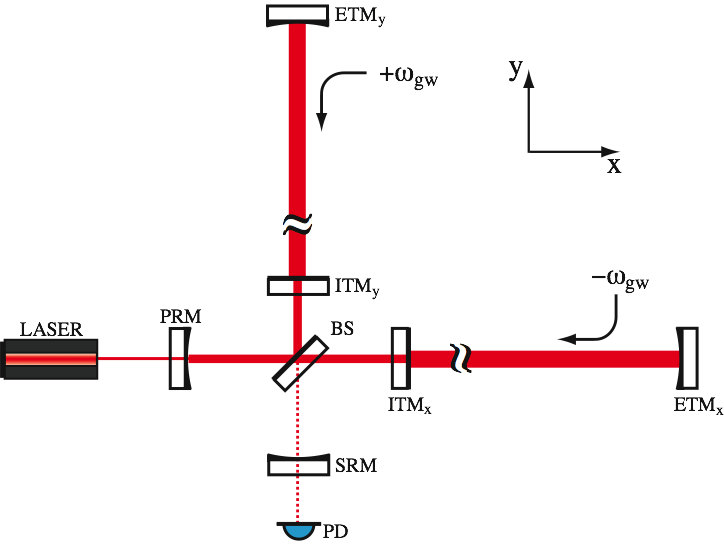 ETMy
+ωgw
y
x
ITMy
−ωgw
LASER
PRM
BS
ITMx
ETMx
SRM
PD